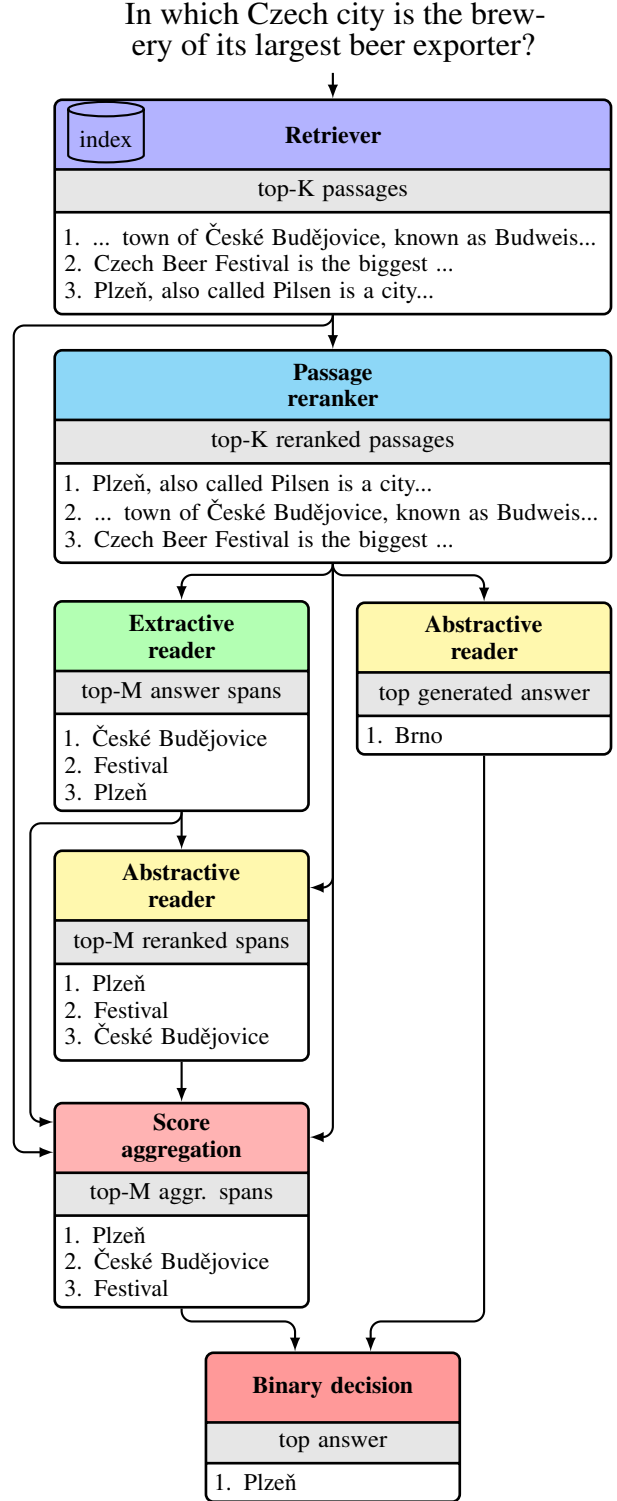 In which Czech city is the brew-
ery of its largest beer exporter?
index
Retriever
top-K passages
1. ... town of České Budějovice, known as Budweis...
2. Czech Beer Festival is the biggest ...
3. Plzeň, also called Pilsen is a city...
Passage
reranker
top-K reranked passages
1. Plzeň, also called Pilsen is a city...
2. ... town of České Budějovice, known as Budweis...
3. Czech Beer Festival is the biggest ...
Extractive
reader
top-M answer spans
1. České Budějovice
2. Festival
3. Plzeň
Abstractive
reader
top generated answer
1. Brno
Abstractive
reader
top-M reranked spans
1. Plzeň
2. Festival
3. České Budějovice
Score
aggregation
top-M aggr. spans
1. Plzeň
2. České Budějovice
3. Festival
Binary decision
top answer
1. Plzeň